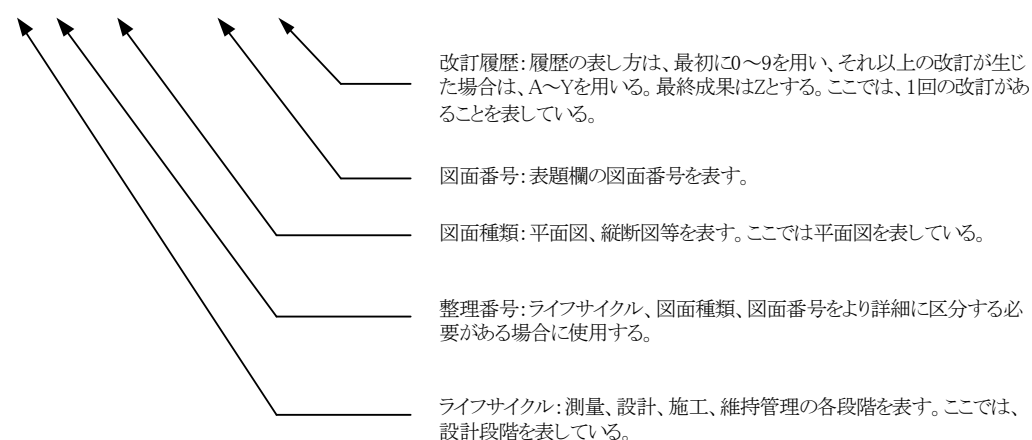 改訂履歴：履歴の表し方は、最初に0～9を用い、それ以上の改訂が生じ
た場合は、A～Yを用いる。最終成果はZとする。ここでは、1回の改訂があ
ることを表している。
図面番号：表題欄の図面番号を表す。
図面種類：平面図、縦断図等を表す。ここでは平面図を表している。
整理番号：ライフサイクル、図面種類、図面番号をより詳細に区分する必
要がある場合に使用する。
ライフサイクル：測量、設計、施工、維持管理の各段階を表す。ここでは、
設計段階を表している。